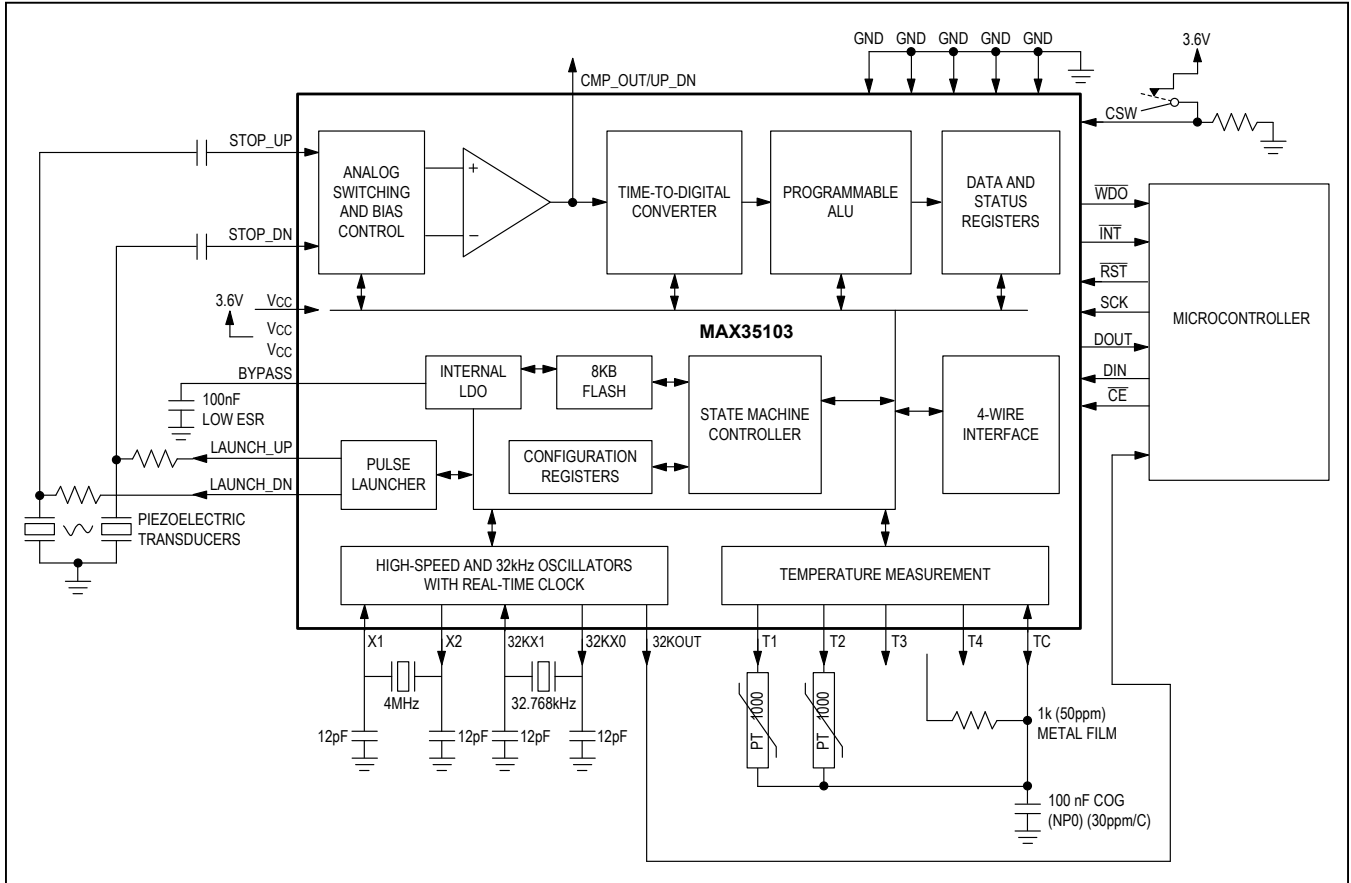 GND GND GND GND GND
3.6V
CMP_OUT/UP_DN
CSW
STOP_UP
STOP_DN
ANALOG
SWITCHING
AND BIAS
CONTROL
+
−
TIME-TO-DIGITAL
CONVERTER
PROGRAMMABLE
ALU
DATA AND
STATUS
REGISTERS
WDO
INT
RST
SCK
DOUT
DIN
CE
MICROCONTROLLER
3.6V
VCC
VCC
VCC
BYPASS
MAX35103
100nF
LOW ESR
INTERNAL
LDO
8KB
FLASH
STATE MACHINE
CONTROLLER
4-WIRE
INTERFACE
LAUNCH_UP
LAUNCH_DN
PULSE
LAUNCHER
CONFIGURATION
REGISTERS
PIEZOELECTRIC
TRANSDUCERS
HIGH-SPEED AND 32kHz OSCILLATORS
WITH REAL-TIME CLOCK
TEMPERATURE MEASUREMENT
X1 X2 32KX1 32KX0 32KOUT T1 T2 T3 T4 TC
4MHz
32.768kHz
12pF 12pF 12pF 12pF
PT 1000
PT 1000
1k (50ppm)
METAL FILM
100 nF COG
(NP0) (30ppm/C)